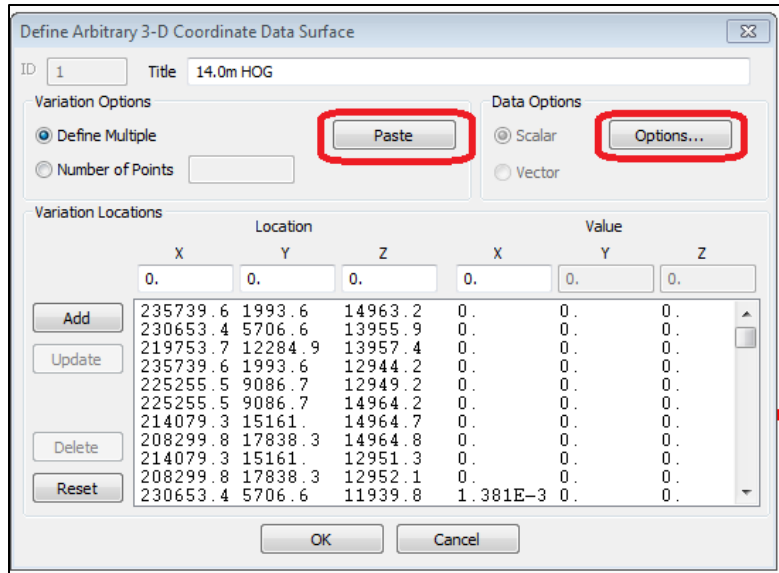 Define Arbitrary 3-D Coordinate Data Surface
ID 1 Title 14.0m HOG
Variation Options Data Options
Define Multiple Paste Scalar Options...
Number of Points Vector
Variation Locations
Location Value
X Y Z X Y Z
0. 0. 0. 0. 0. 0.
Add
Update
Delete
Reset
235739.6 1993.6 14963.2 0. 0. 0.
230653.4 5706.6 13955.9 0. 0. 0.
219753.7 12284.9 13957.4 0. 0. 0.
235739.6 1993.6 12944.2 0. 0. 0.
225255.5 9086.7 12949.2 0. 0. 0.
225255.5 9086.7 14964.2 0. 0. 0.
214079.3 15161. 14964.7 0. 0. 0.
208299.8 17838.3 14964.8 0. 0. 0.
214079.3 15161. 12951.3 0. 0. 0.
208299.8 17838.3 12952.1 0. 0. 0.
230653.4 5706.6 11939.8 1.381E-3 0. 0.
OK Cancel